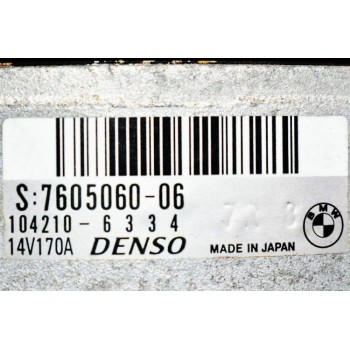 S:7605060-06
104210-6334
14V170A DENSO MADE IN JAPAN
BMW